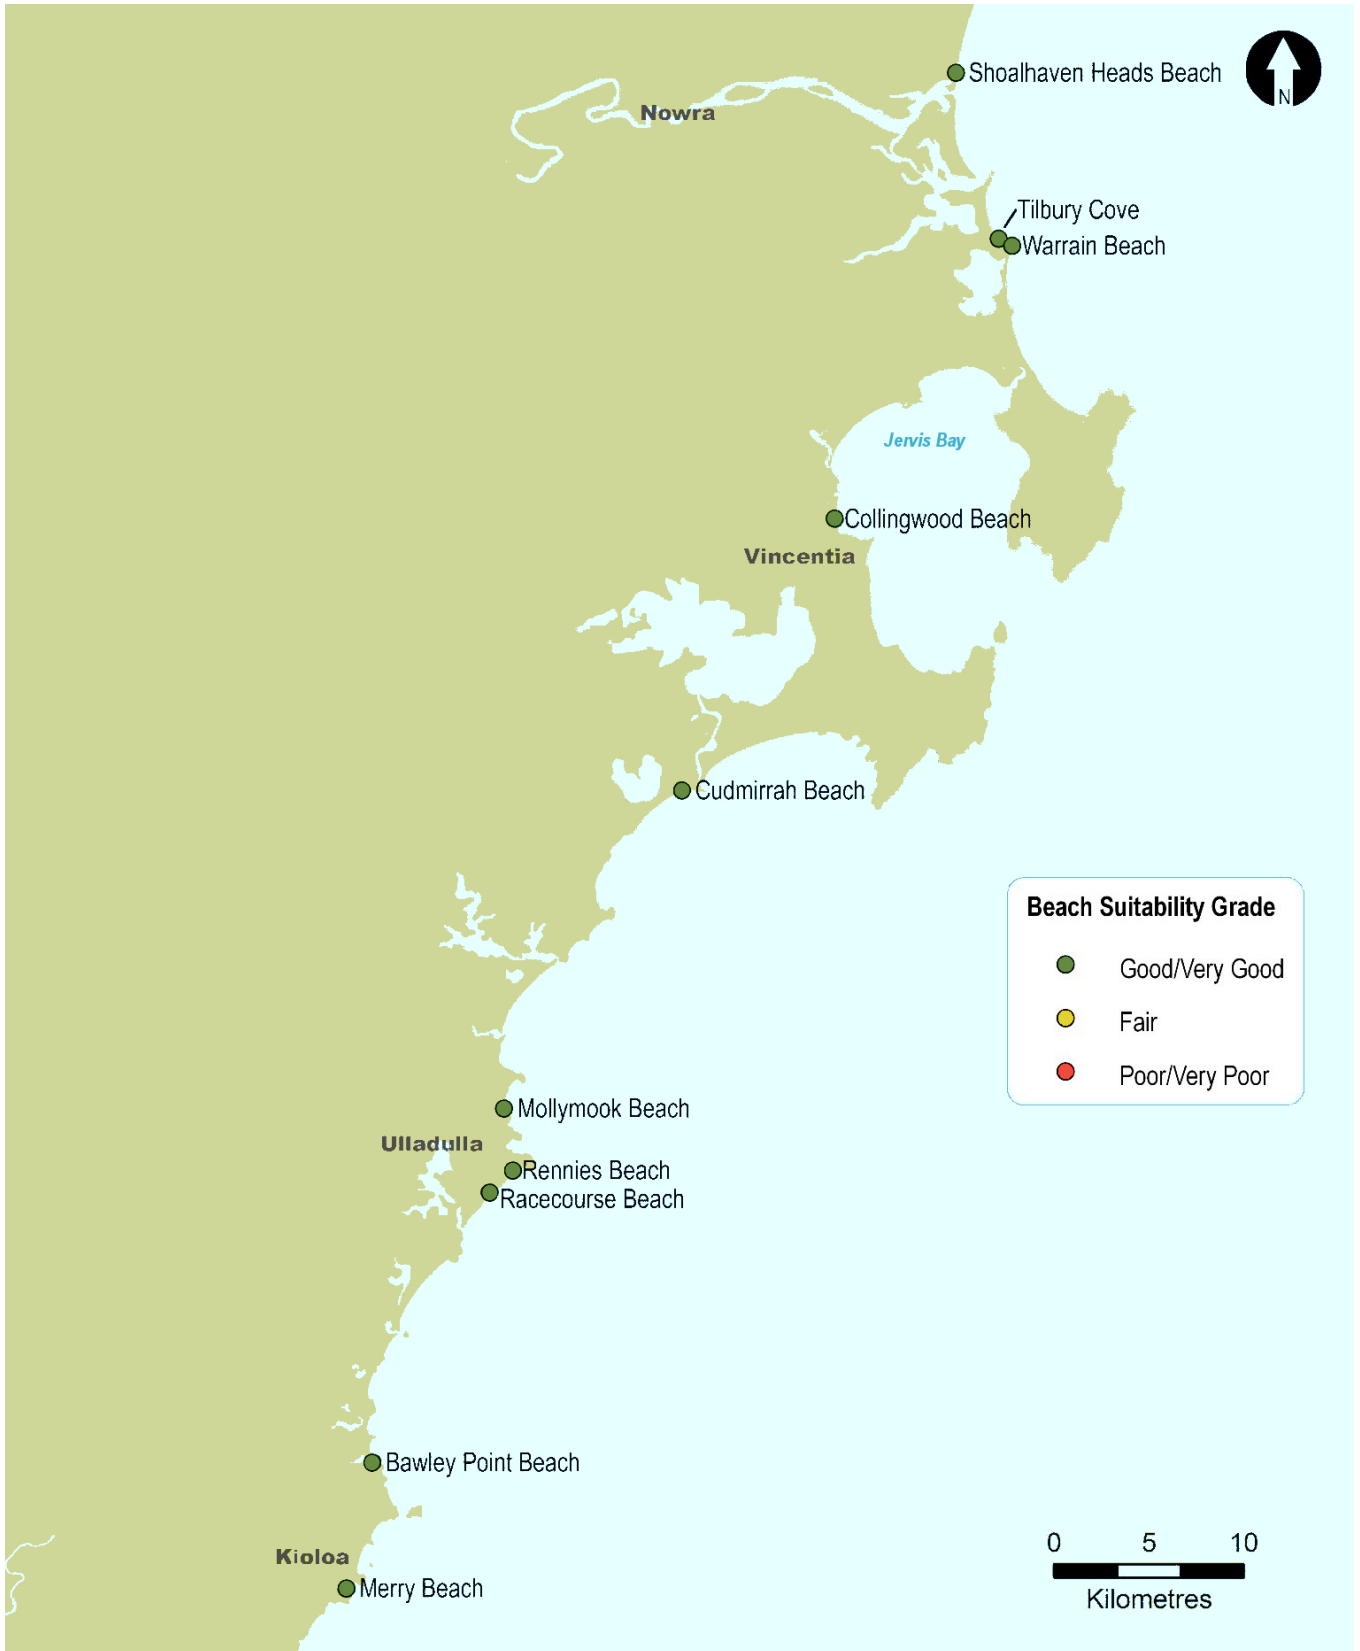 Shoalhaven Heads Beach
N
Nowra
Tilbury Cove
Warrain Beach
Jervis Bay
Collingwood Beach
Vincentia
Cudmirrah Beach
Beach Suitability Grade
Good/Very Good
Fair
Poor/Very Poor
Mollymook Beach
Ulladulla
Rennies Beach
Racecourse Beach
Bawley Point Beach
0 5 10
Kilometres
Kioloa
Merry Beach